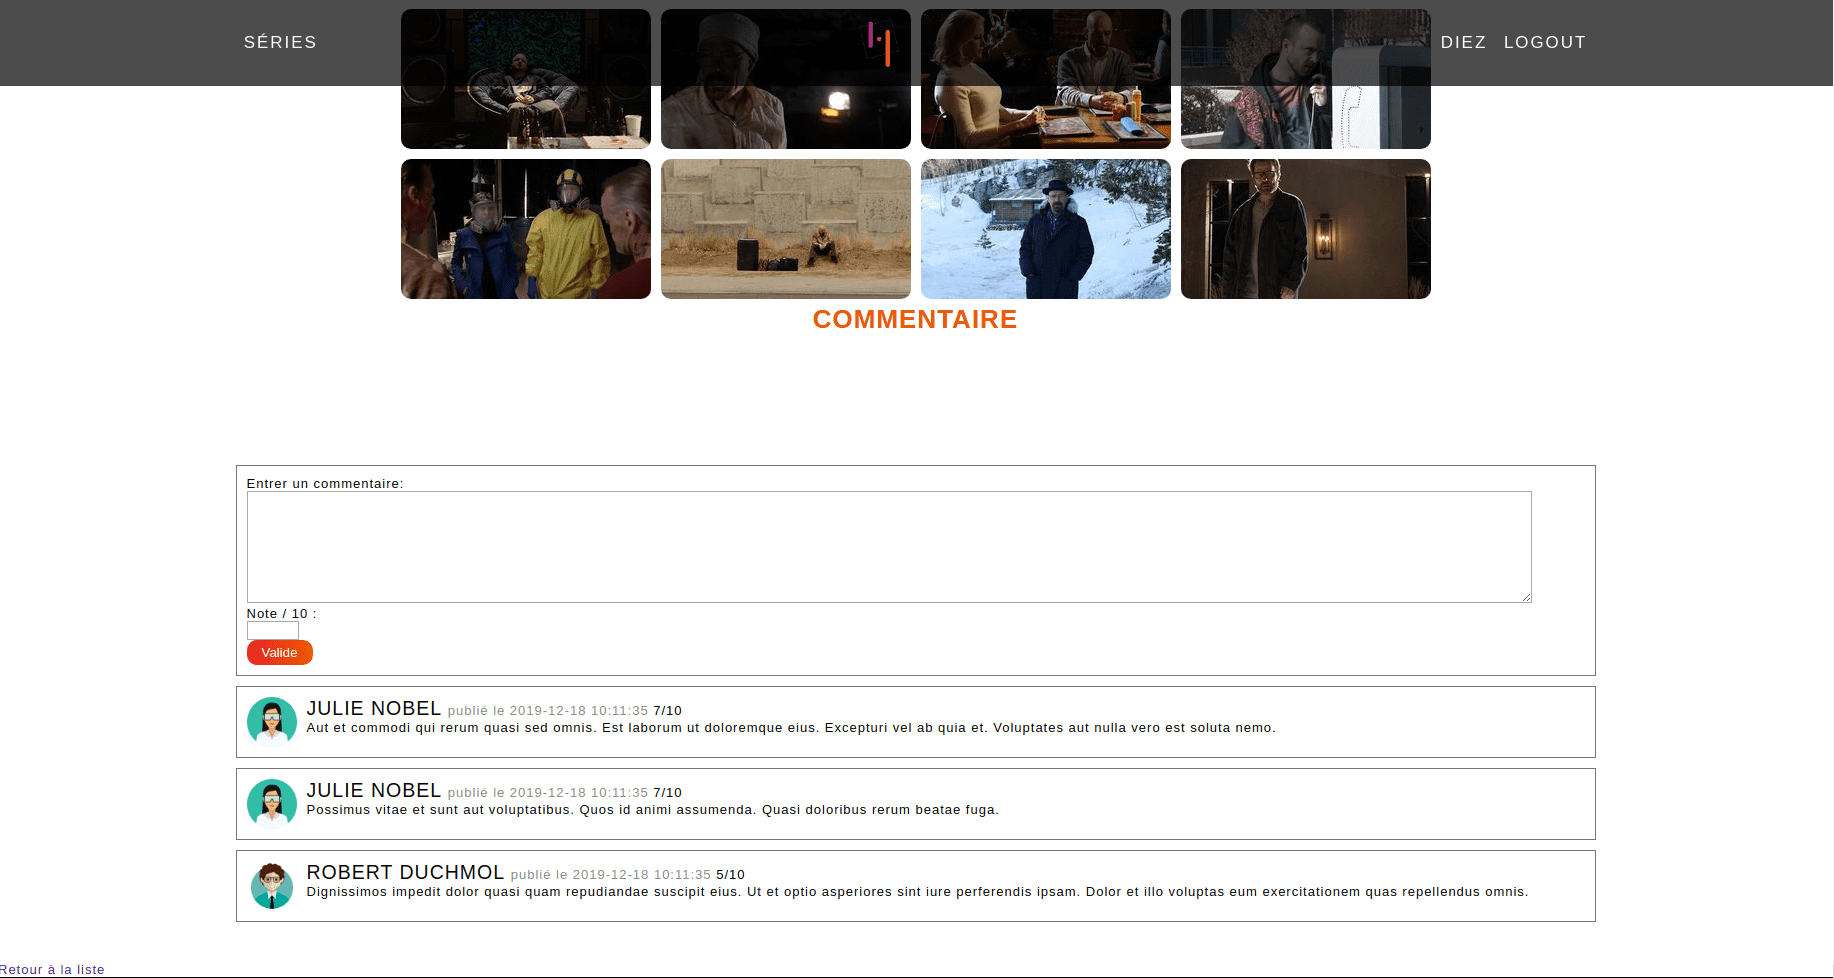 SÉRIES
DIEZ LOGOUT
COMMENTAIRE
Entrer un commentaire:
Note / 10 :
Valide
JULIE NOBEL publié le 2019-12-18 10:11:35 7/10
Aut et commodi qui rerum quasi sed omnis. Est laborum ut doloremque eius. Excepturi vel ab quia et. Voluptates aut nulla vero est soluta nemo.
JULIE NOBEL publié le 2019-12-18 10:11:35 7/10
Possimus vitae et sunt aut voluptatibus. Quos id animi assumenda. Quasi doloribus rerum beatae fuga.
ROBERT DUCHMOL publié le 2019-12-18 10:11:35 5/10
Dignissimos impedit dolor quasi quam repudiandae suscipit eius. Ut et optio asperiores sint iure perferendis ipsam. Dolor et illo voluptas eum exercitationem quas repellendus omnis.
Retour à la liste